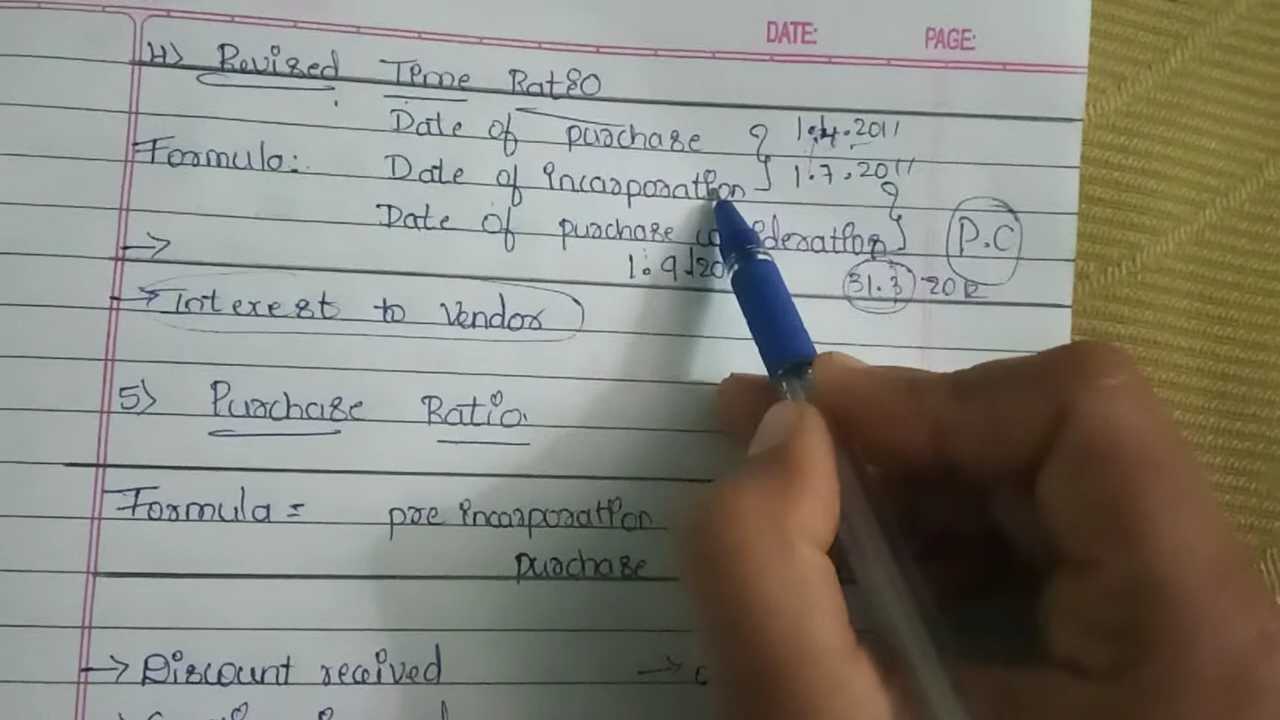 DATE: PAGE:
4) Revised Time Ratio
Date of purchase } 1.4.2011
Formula: Date of incorporation } 1.7.2011
Date of purchase } P.C
→ 1.9.20 31.3 2012
→ Interest to Vendor
5) Purchase Ratio.
Formula = pre incorporation
purchase
→ Discount received →